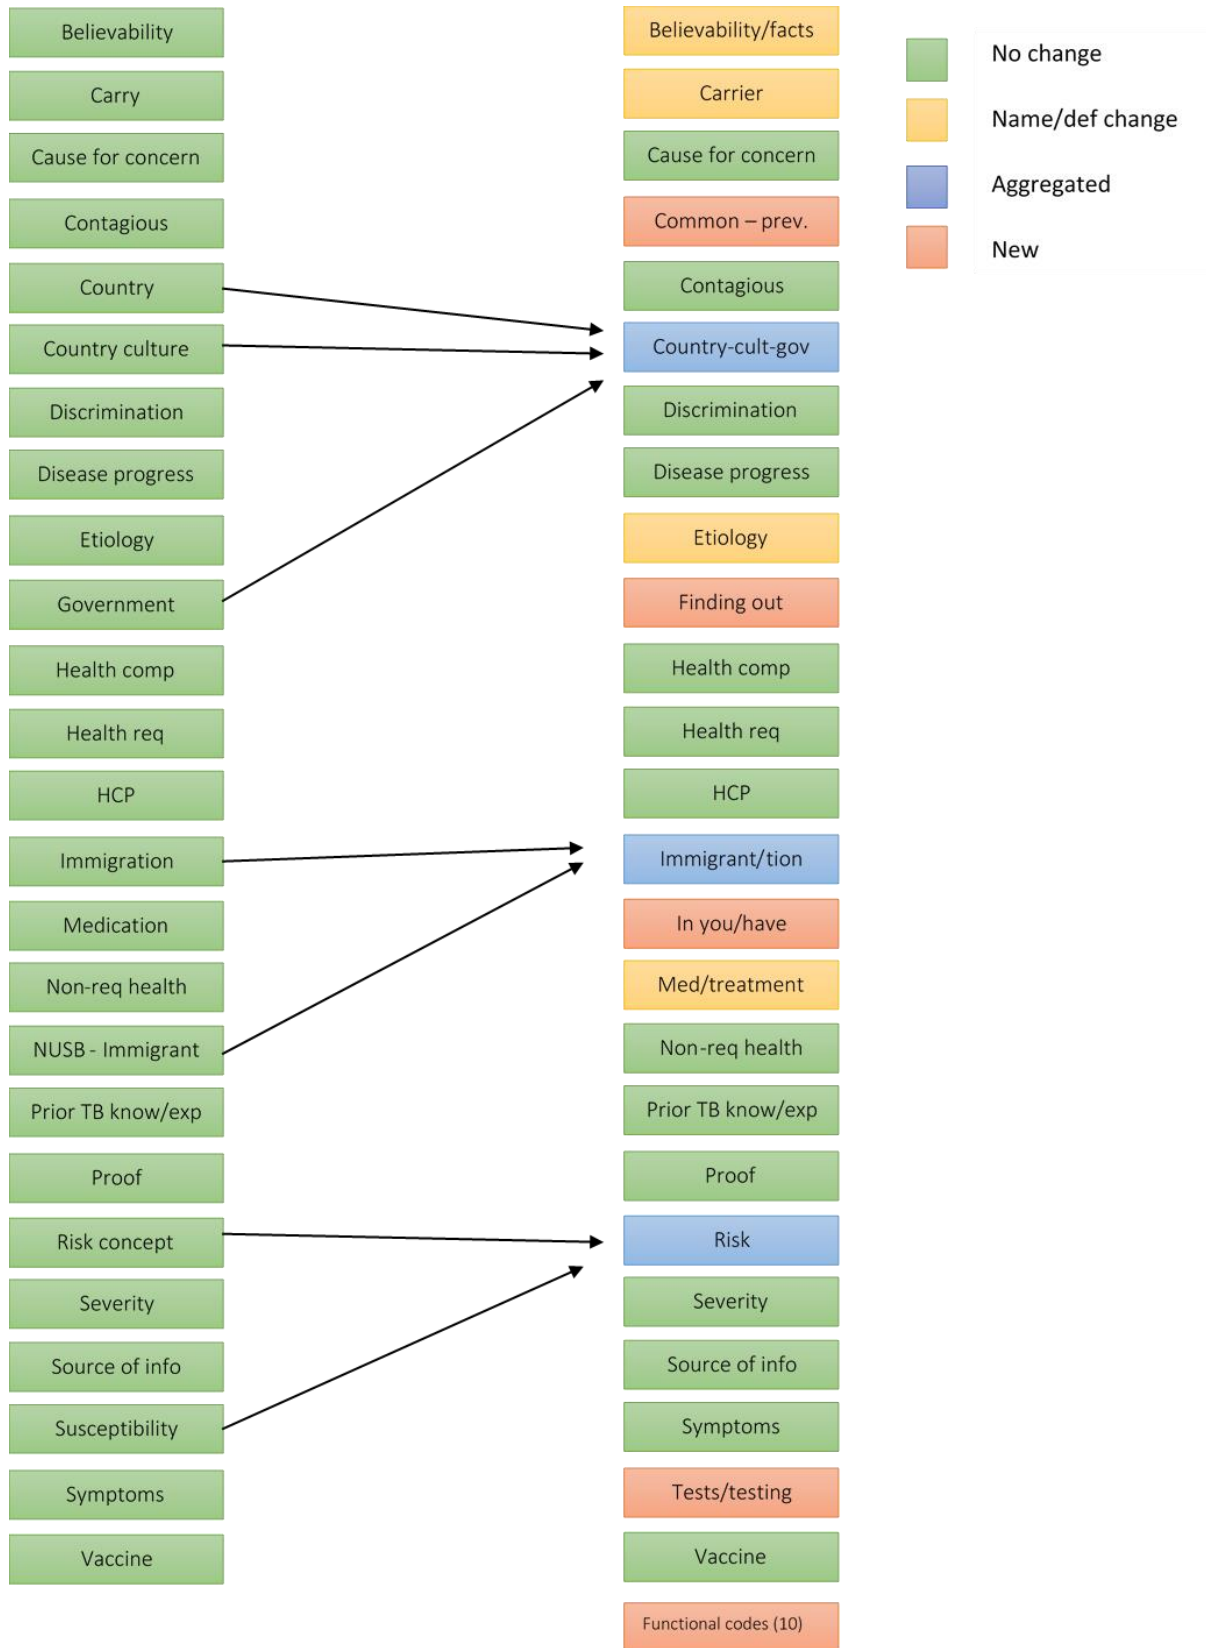 Believability
Carry
Cause for concern
Contagious
Country
Country culture
Discrimination
Disease progress
Etiology
Government
Health comp
Health req
HCP
Immigration
Medication
Non-req health
NUSB - Immigrant
Prior TB know/exp
Proof
Risk concept
Severity
Source of info
Susceptibility
Symptoms
Vaccine
Believability/facts
Carrier
Cause for concern
Common – prev.
Contagious
Country-cult-gov
Discrimination
Disease progress
Etiology
Finding out
Health comp
Health req
HCP
Immigrant/tion
In you/have
Med/treatment
Non-req health
Prior TB know/exp
Proof
Risk
Severity
Source of info
Symptoms
Tests/testing
Vaccine
Functional codes (10)
No change
Name/def change
Aggregated
New